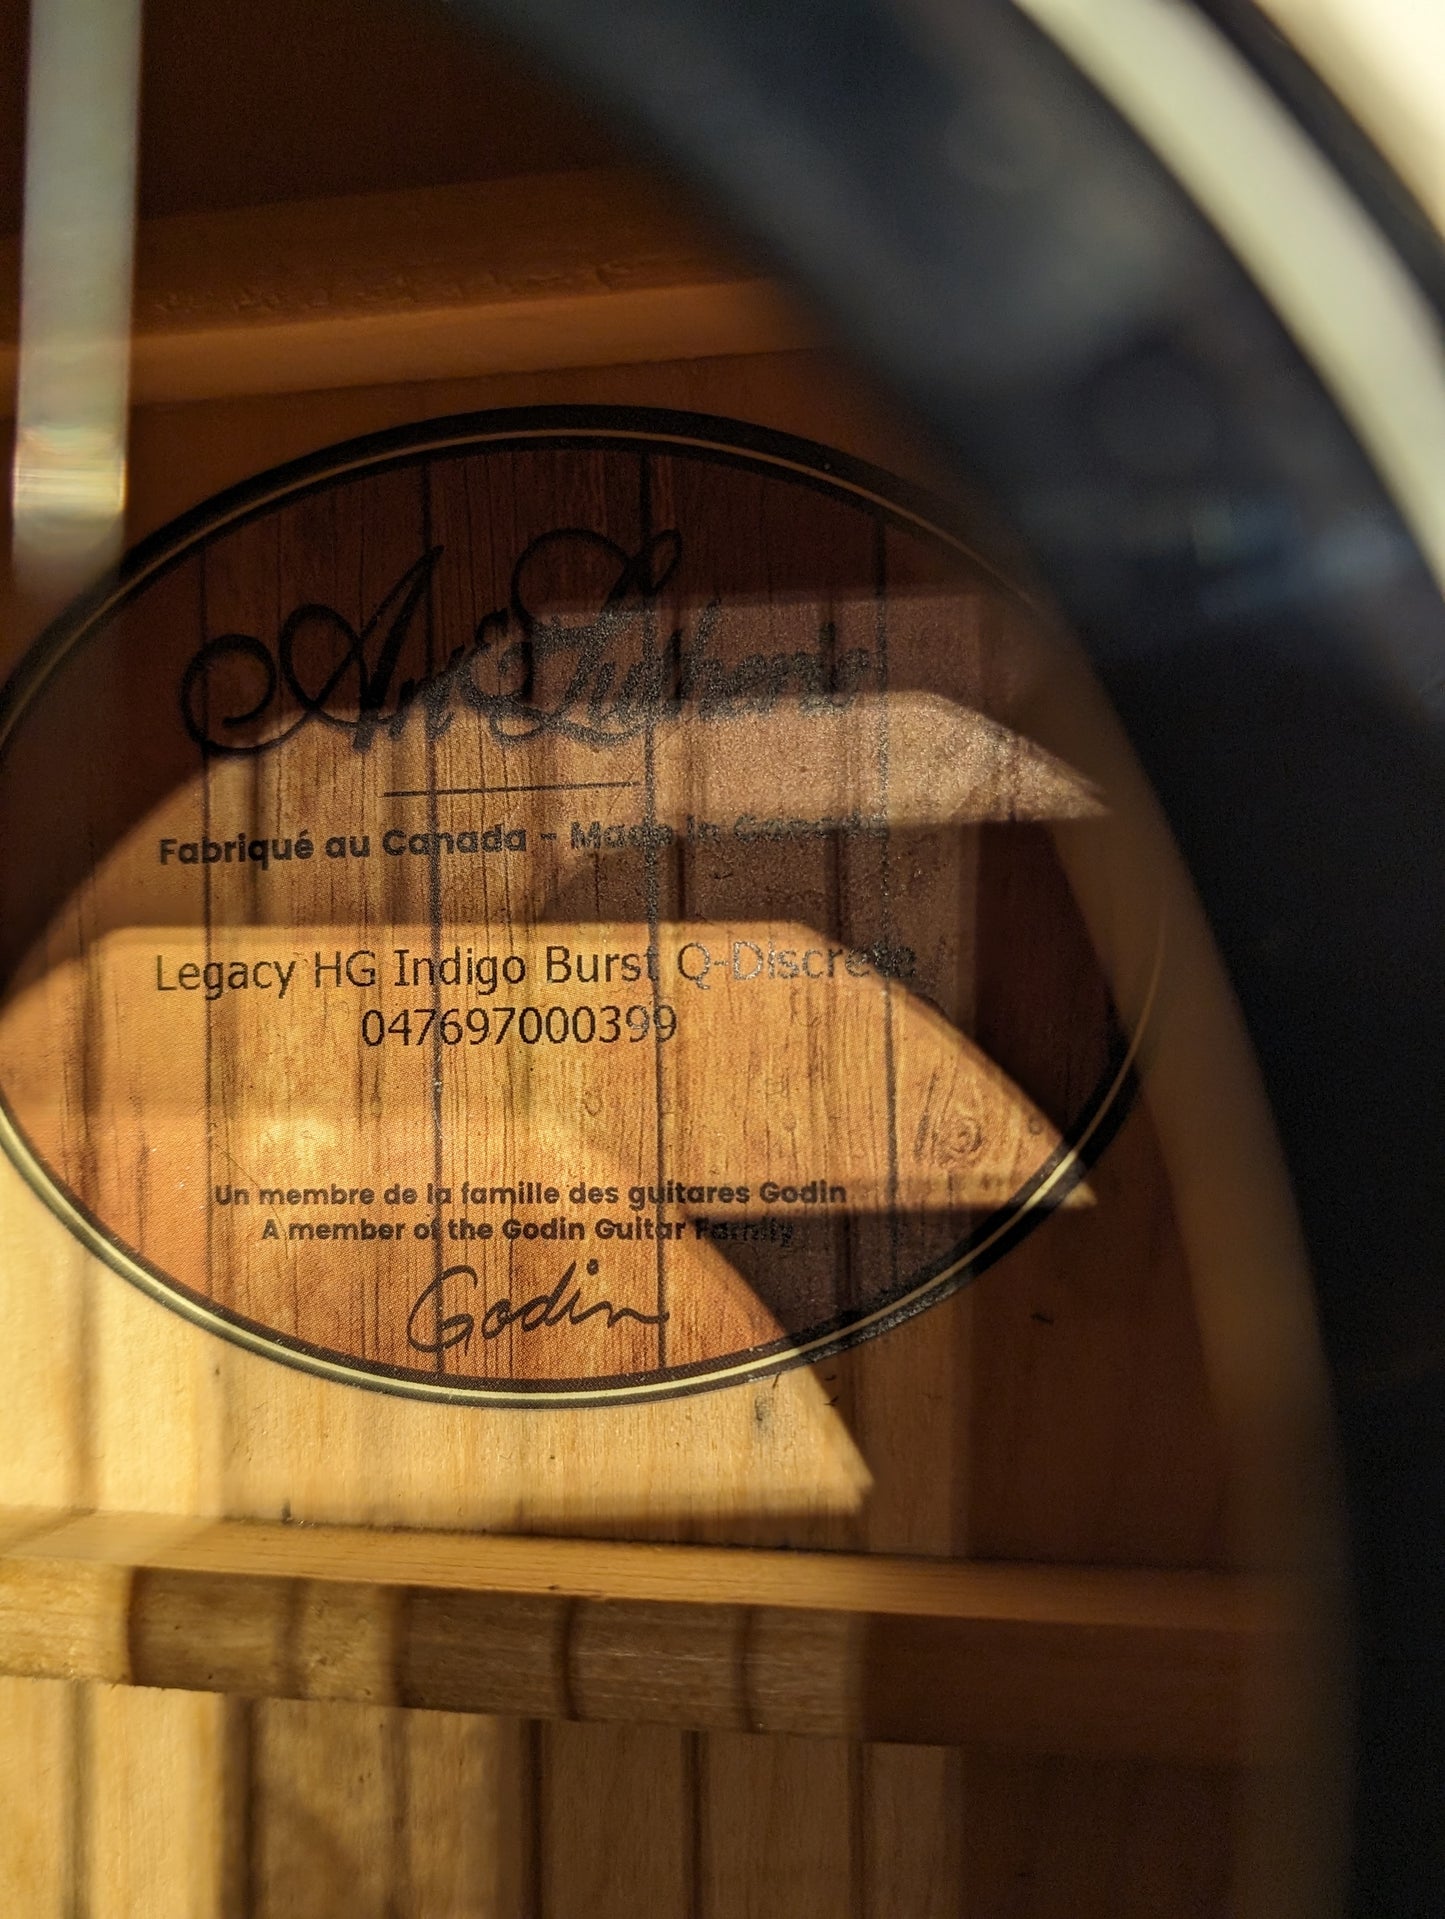 Art & Lutherie
Fabriqué au Canada - Made in Canada
Legacy HG Indigo Burst Q-Discrete
047697000399
Un membre de la famille des guitares Godin
A member of the Godin Guitar Family
Godin